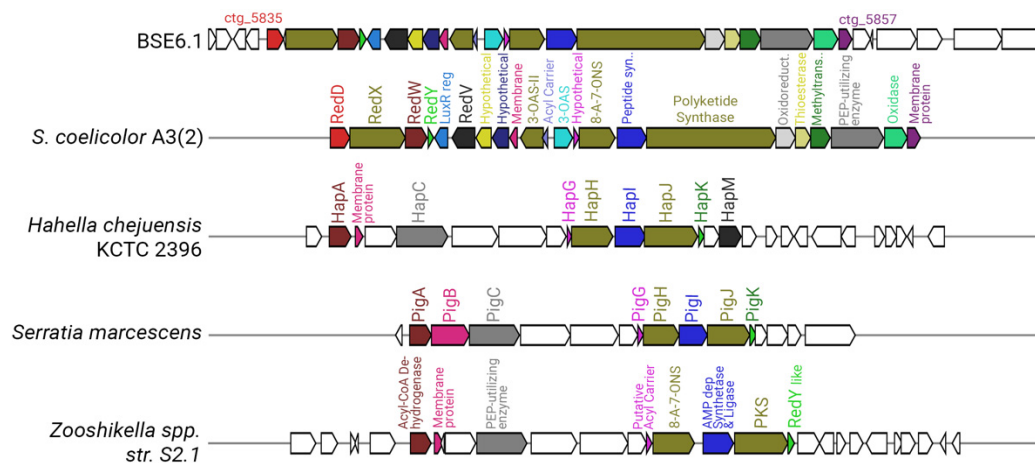 ctg_5835
ctg_5857
BSE6.1
RedD
RedX
RedW
RedY
LuxR reg
RedV
Hypothetical
Hypothetical
Membrane
3-OAS-II
Acyl Carrier
3-OAS
Hypothetical
8-A-7-ONS
Peptide syn..
Polyketide
Synthase
Oxidoreduct.
Thioesterase
Methyltrans..
PEP-utilizing
enzyme
Oxidase
Membrane
protein
S. coelicolor A3(2)
HapA
Membrane
protein
HapC
HapG
HapH
HapI
HapJ
HapK
HapM
Hahella chejuensis
KCTC 2396
PigA
PigB
PigC
PigG
PigH
PigI
PigJ
PigK
Serratia marcescens
Acyl-CoA De-
hydrogenase
Membrane
protein
PEP-utilizing
enzyme
Putative
Acyl Carrier
8-A-7-ONS
AMP dep
Synthetase
& Ligase
PKS
RedY like
Zooshikella spp.
str. S2.1